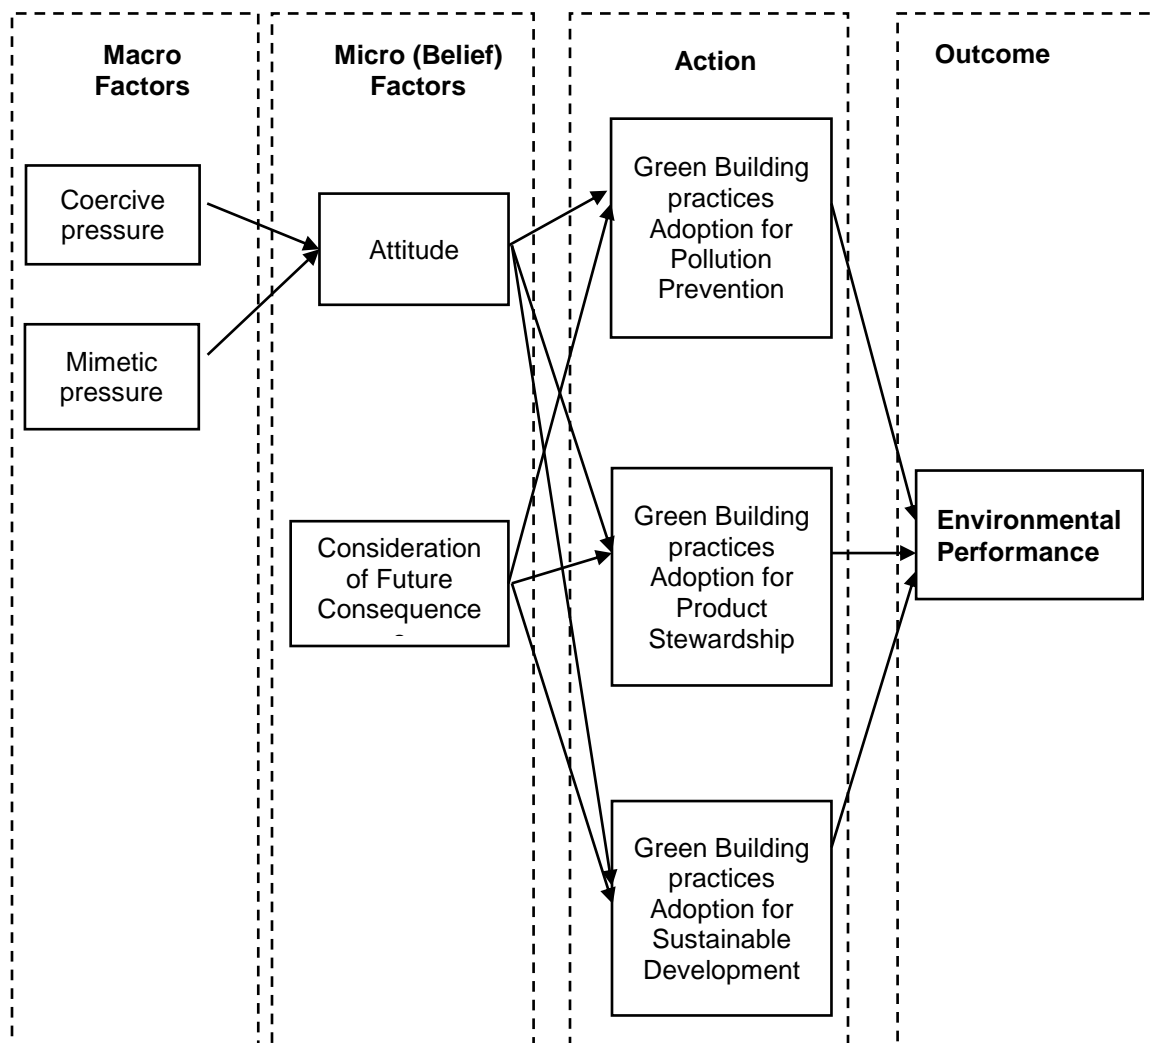 Macro
Factors
Coercive
pressure
Mimetic
pressure
Micro (Belief)
Factors
Attitude
Consideration
of Future
Consequence
Action
Green Building
practices
Adoption for
Pollution
Prevention
Green Building
practices
Adoption for
Product
Stewardship
Green Building
practices
Adoption for
Sustainable
Development
Outcome
Environmental
Performance